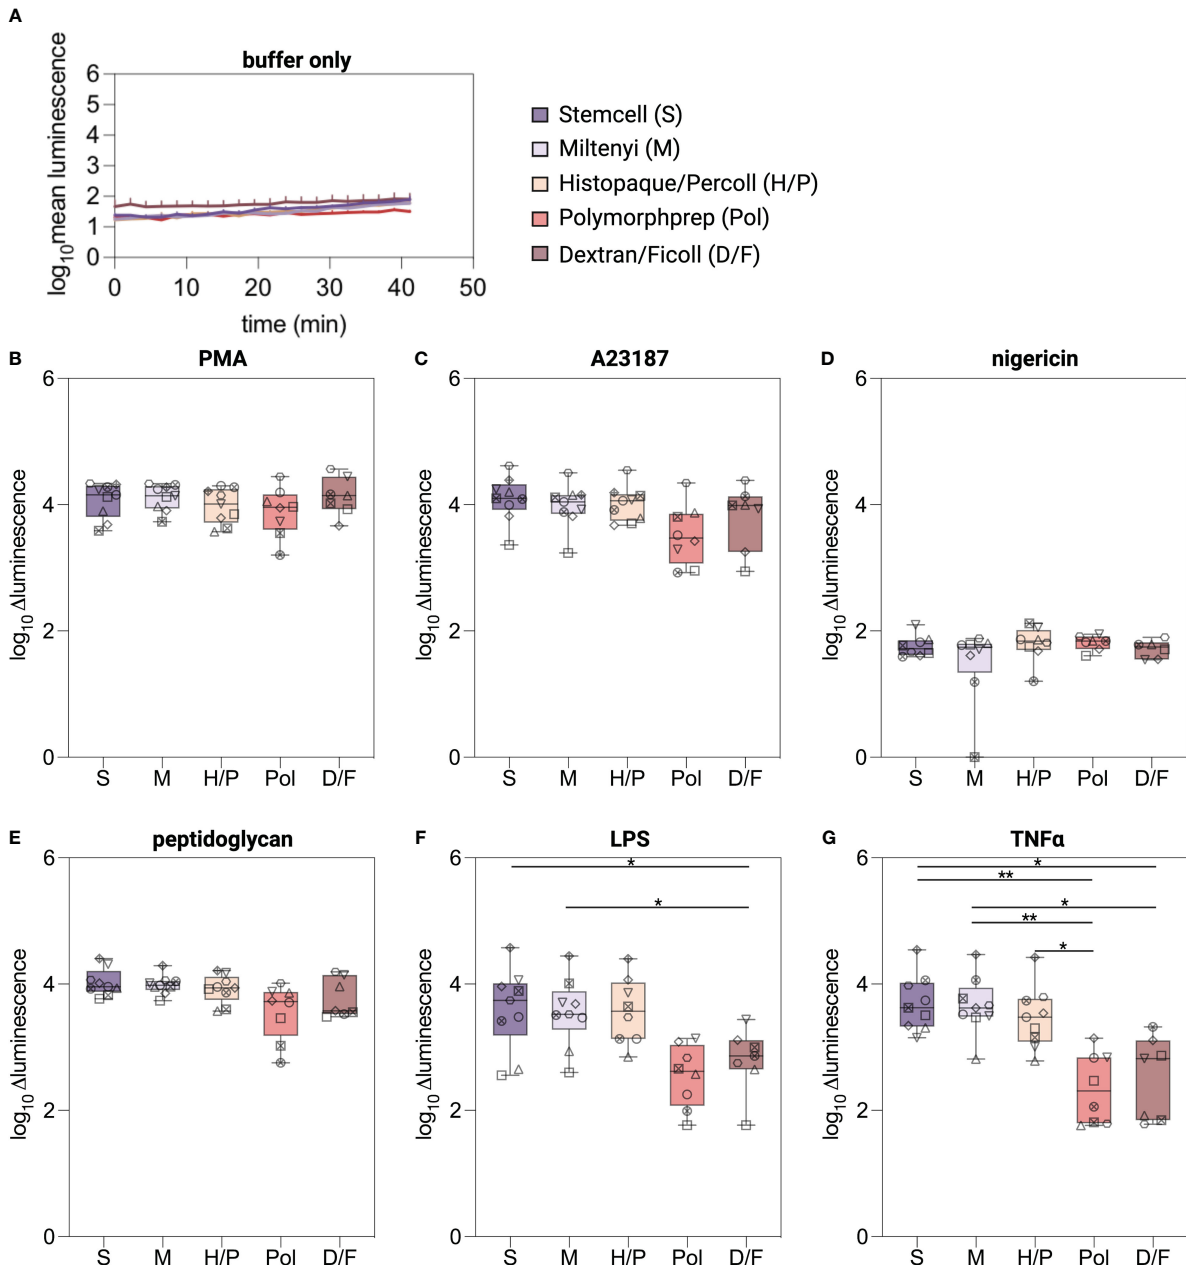 A
buffer only
log10mean luminescence
6
5
4
3
2
1
0
0 10 20 30 40 50
time (min)
Stemcell (S)
Miltenyi (M)
Histopaque/Percoll (H/P)
Polymorphprep (Pol)
Dextran/Ficoll (D/F)
B
PMA
log10 Δluminescence
6
4
2
0
S M H/P Pol D/F
C
A23187
log10 Δluminescence
6
4
2
0
S M H/P Pol D/F
D
nigericin
log10 Δluminescence
6
4
2
0
S M H/P Pol D/F
E
peptidoglycan
log10 Δluminescence
6
4
2
0
S M H/P Pol D/F
F
LPS
log10 Δluminescence
6
4
2
0
*
*
S M H/P Pol D/F
G
TNFα
log10 Δluminescence
6
4
2
0
*
**
*
**
*
S M H/P Pol D/F